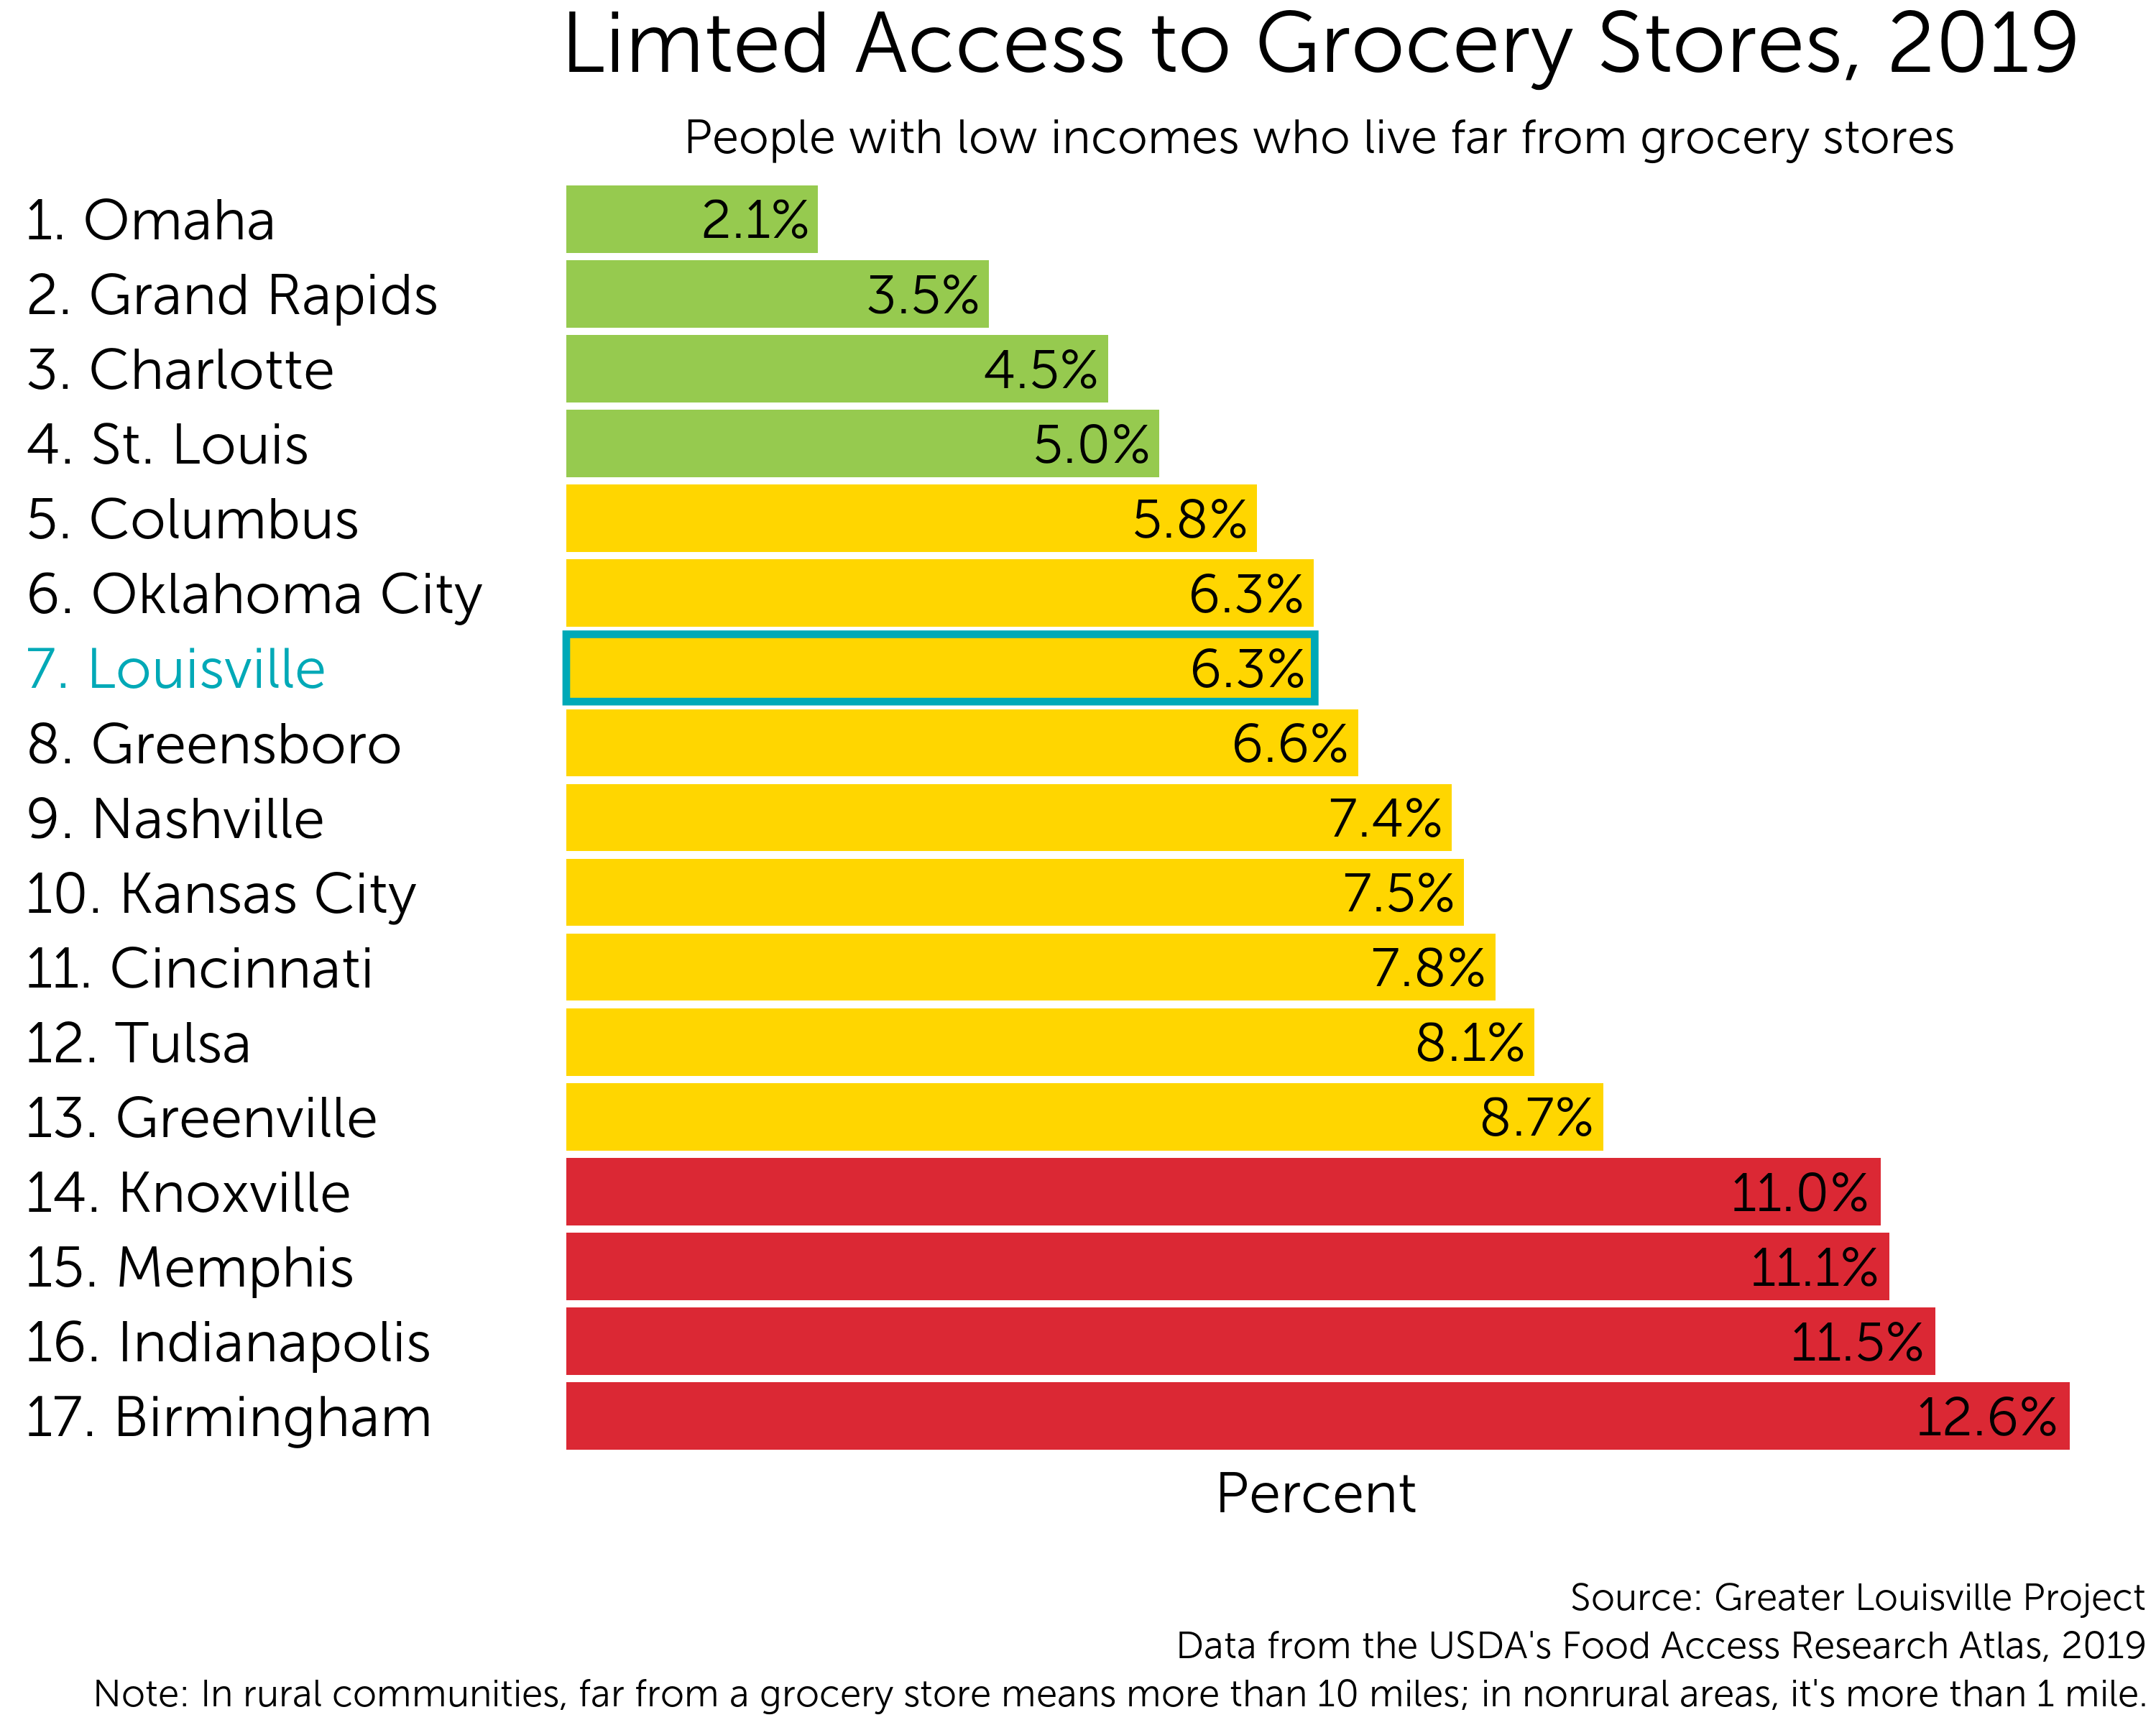 Limted Access to Grocery Stores, 2019
People with low incomes who live far from grocery stores
1. Omaha 2.1%
2. Grand Rapids 3.5%
3. Charlotte 4.5%
4. St. Louis 5.0%
5. Columbus 5.8%
6. Oklahoma City 6.3%
7. Louisville 6.3%
8. Greensboro 6.6%
9. Nashville 7.4%
10. Kansas City 7.5%
11. Cincinnati 7.8%
12. Tulsa 8.1%
13. Greenville 8.7%
14. Knoxville 11.0%
15. Memphis 11.1%
16. Indianapolis 11.5%
17. Birmingham 12.6%
Percent
Source: Greater Louisville Project
Data from the USDA's Food Access Research Atlas, 2019
Note: In rural communities, far from a grocery store means more than 10 miles; in nonrural areas, it's more than 1 mile.